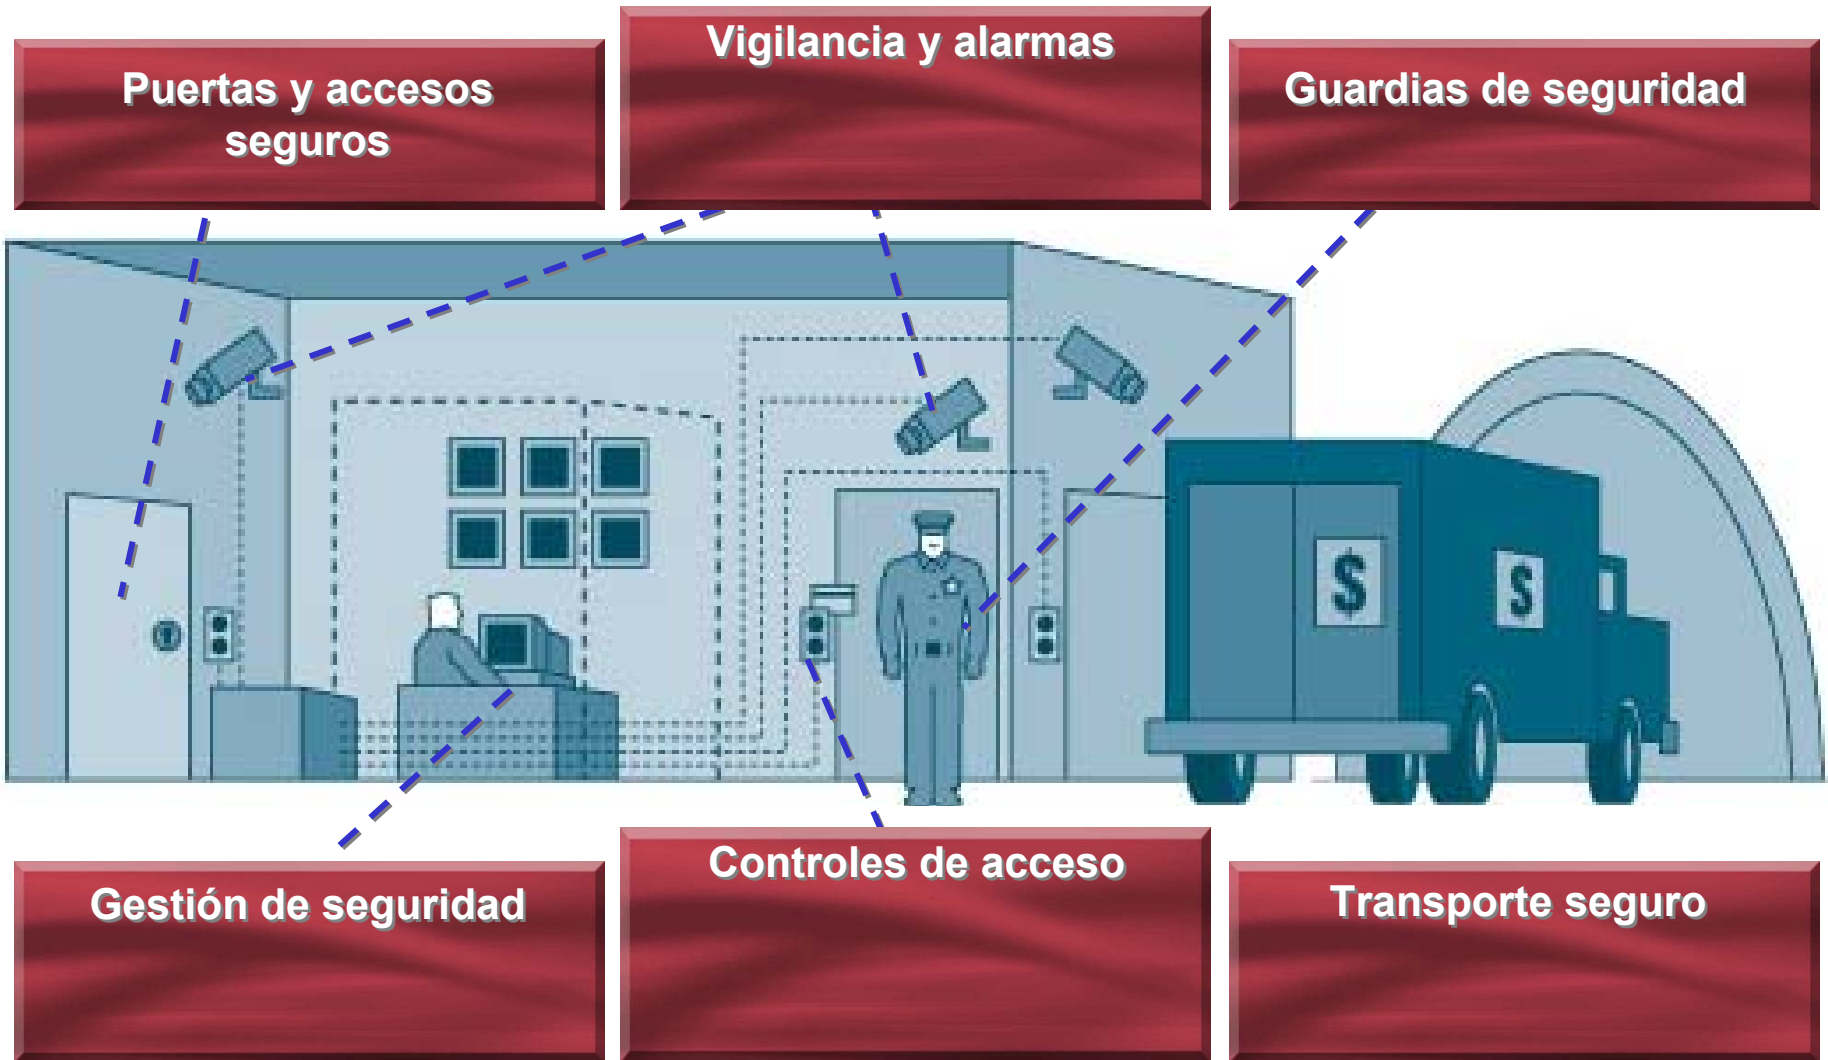 Puertas y accesos
seguros
Vigilancia y alarmas
Guardias de seguridad
$
$
Gestión de seguridad
Controles de acceso
Transporte seguro